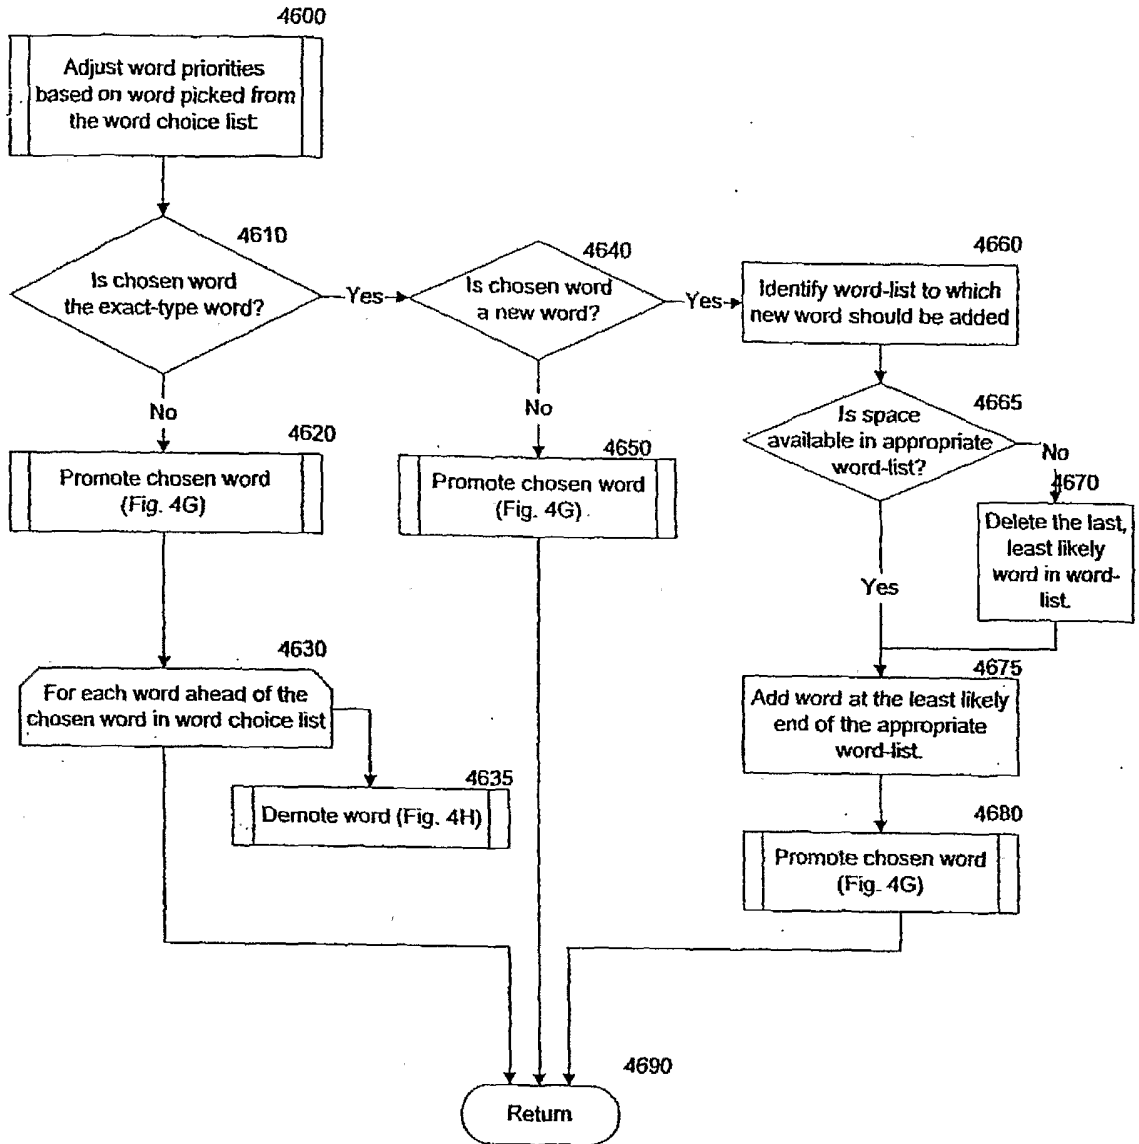 4600
Adjust word priorities
based on word picked from
the word choice list.
4610
Is chosen word
the exact-type word?
Yes
No
4640
Is chosen word
a new word?
Yes
No
4660
Identify word-list to which
new word should be added
4665
Is space
available in appropriate
word-list?
No
Yes
4670
Delete the last,
least likely
word in word-
list.
4620
Promote chosen word
(Fig. 4G)
4650
Promote chosen word
(Fig. 4G)
4630
For each word ahead of the
chosen word in word choice list
4635
Demote word (Fig. 4H)
4675
Add word at the least likely
end of the appropriate
word-list.
4680
Promote chosen word
(Fig. 4G)
4690
Return